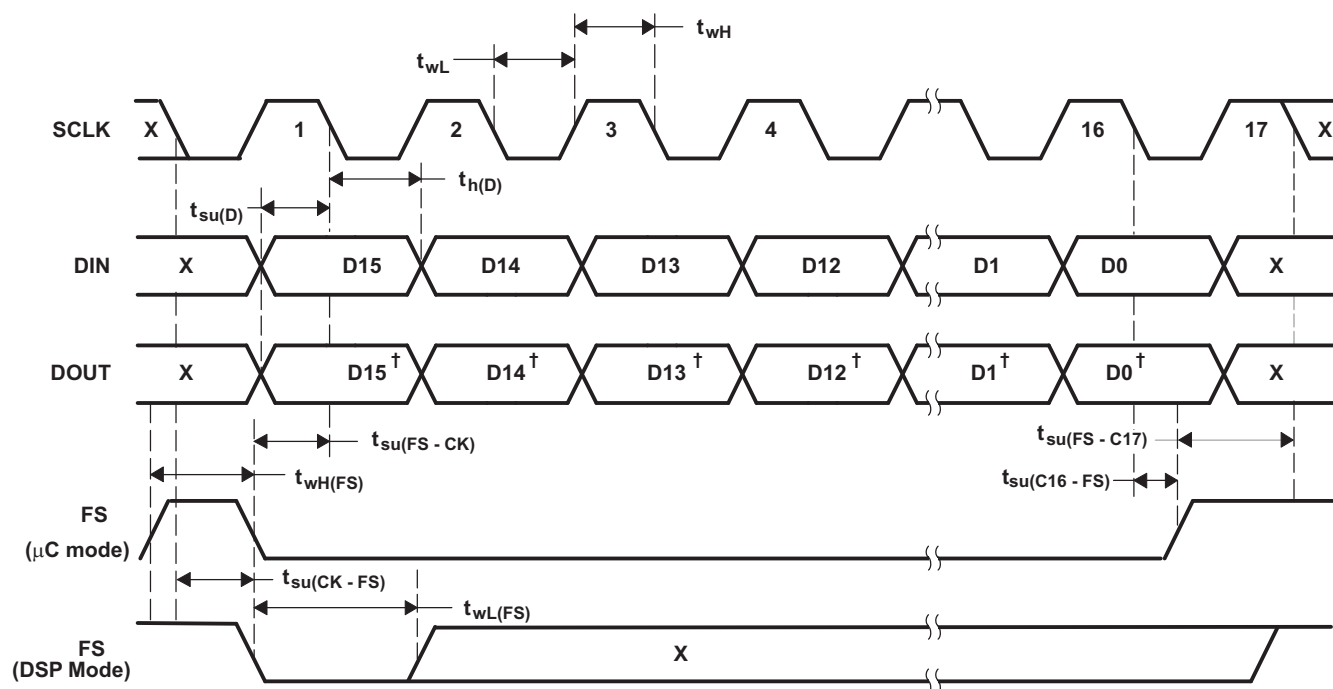 twH
twL
SCLK X 1 2 3 4 16 17 X
th(D)
tsu(D)
DIN X D15 D14 D13 D12 D1 D0 X
DOUT X D15† D14† D13† D12† D1† D0† X
tsu(FS - CK)
tsu(FS - C17)
twH(FS)
tsu(C16 - FS)
FS
(μC mode)
tsu(CK - FS)
twL(FS)
FS
(DSP Mode)
X